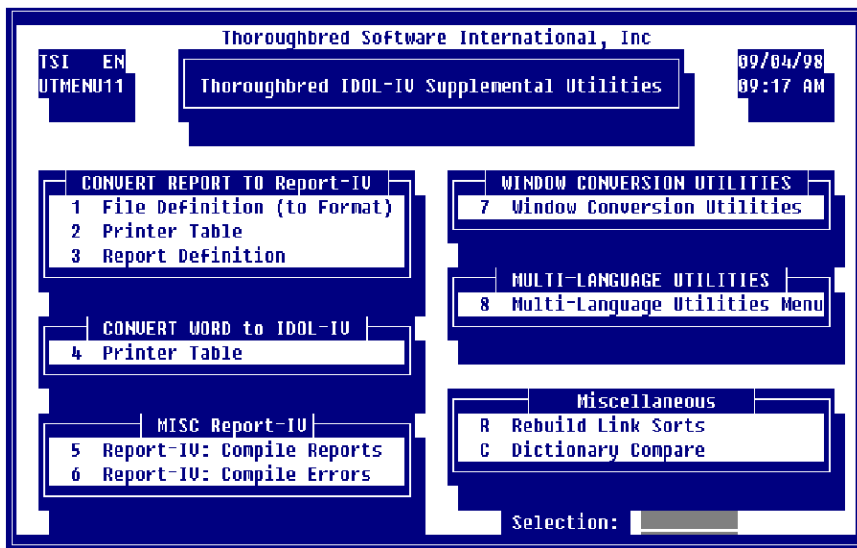 Thoroughbred Software International, Inc
TSI EN
UTMENU11
Thoroughbred IDOL-IV Supplemental Utilities
09/04/98
09:17 AM
CONVERT REPORT TO Report-IV
1 File Definition (to Format)
2 Printer Table
3 Report Definition
CONVERT WORD to IDOL-IV
4 Printer Table
MISC Report-IV
5 Report-IV: Compile Reports
6 Report-IV: Compile Errors
WINDOW CONVERSION UTILITIES
7 Window Conversion Utilities
MULTI-LANGUAGE UTILITIES
8 Multi-Language Utilities Menu
Miscellaneous
R Rebuild Link Sorts
C Dictionary Compare
Selection: